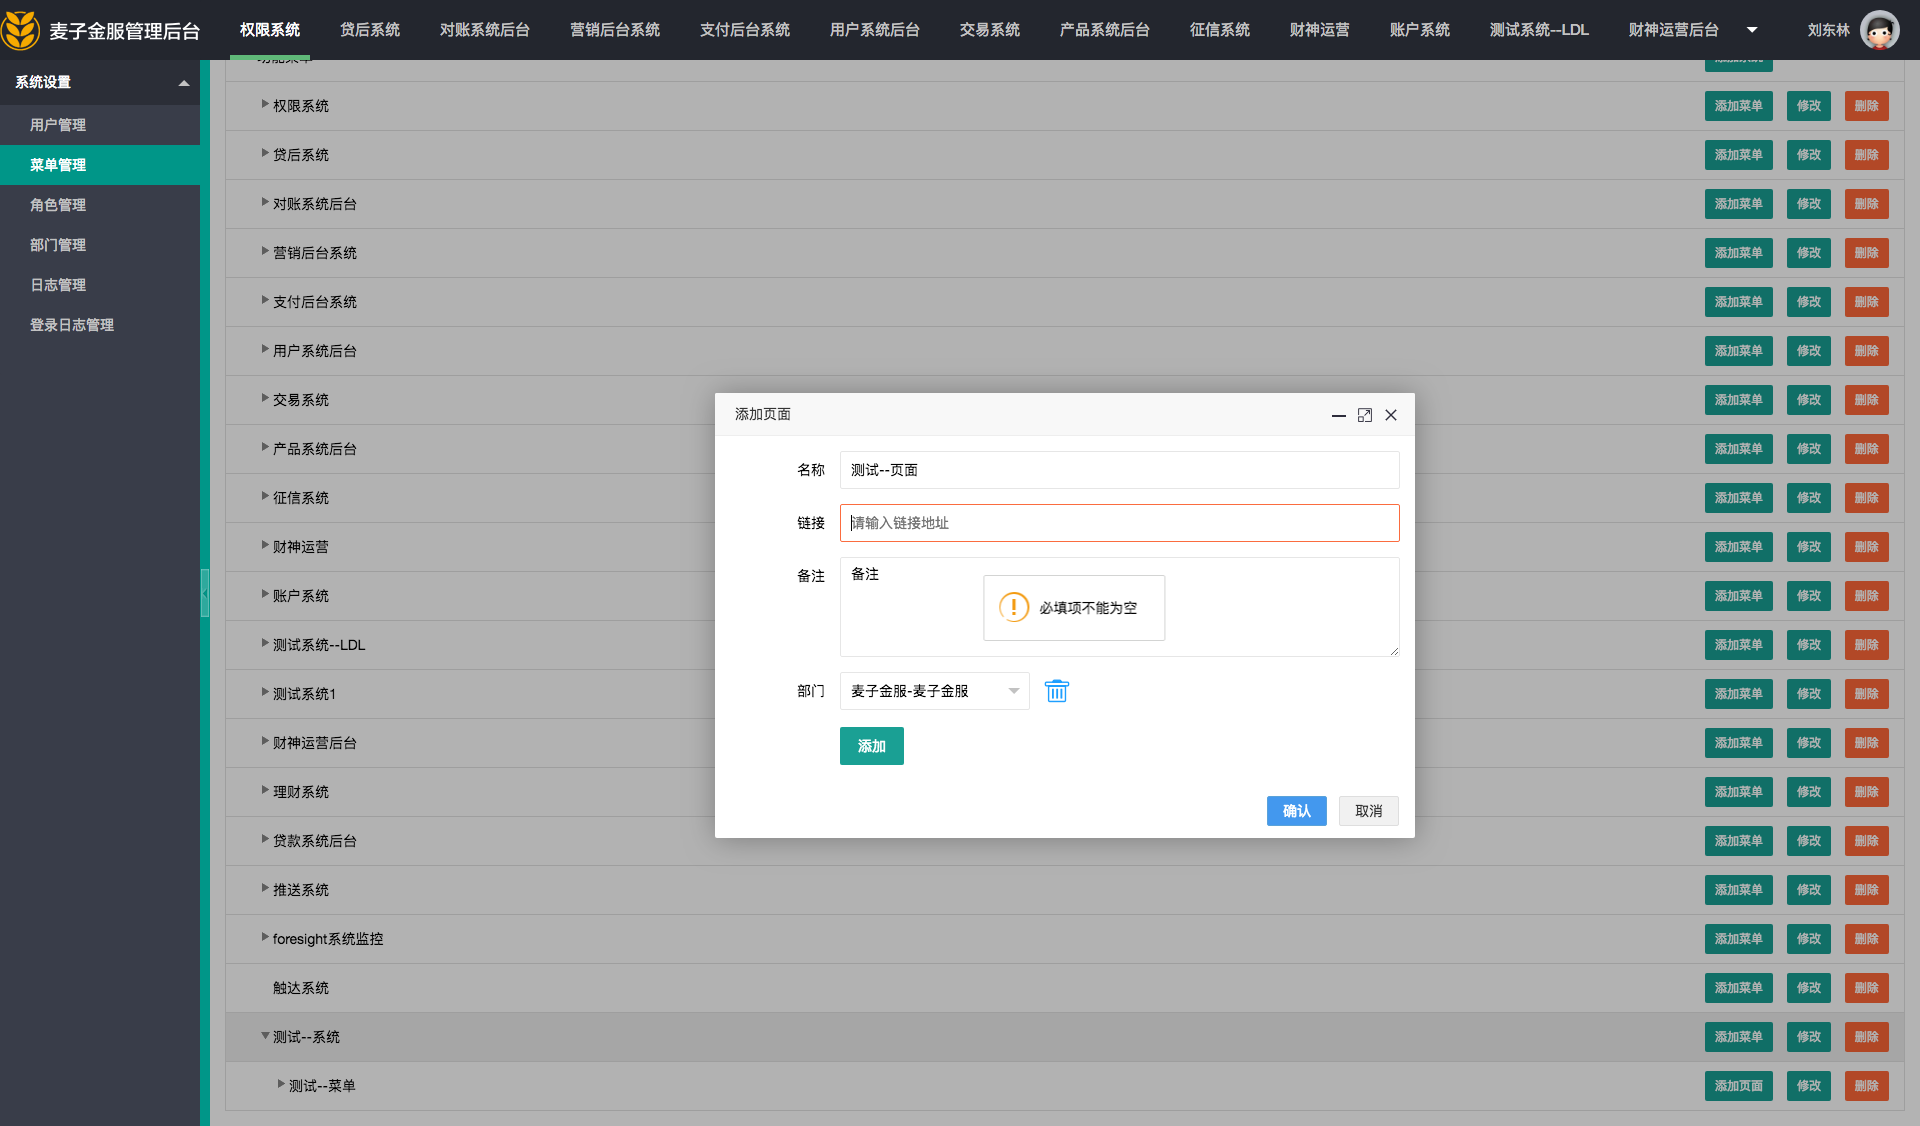 麦子金服管理后台
权限系统 贷后系统 对账系统后台 营销后台系统 支付后台系统 用户系统后台 交易系统 产品系统后台 征信系统 财神运营 账户系统 测试系统--LDL 财神运营后台 刘东林
系统设置
用户管理
菜单管理
角色管理
部门管理
日志管理
登录日志管理
权限系统 添加菜单 修改 删除
贷后系统 添加菜单 修改 删除
对账系统后台 添加菜单 修改 删除
营销后台系统 添加菜单 修改 删除
支付后台系统 添加菜单 修改 删除
用户系统后台 添加菜单 修改 删除
交易系统 添加菜单 修改 删除
产品系统后台 添加菜单 修改 删除
征信系统 添加菜单 修改 删除
财神运营 添加菜单 修改 删除
账户系统 添加菜单 修改 删除
测试系统--LDL 添加菜单 修改 删除
测试系统1 添加菜单 修改 删除
财神运营后台 添加菜单 修改 删除
理财系统 添加菜单 修改 删除
贷款系统后台 添加菜单 修改 删除
推送系统 添加菜单 修改 删除
foresight系统监控 添加菜单 修改 删除
触达系统 添加菜单 修改 删除
测试--系统 添加菜单 修改 删除
测试--菜单 添加页面 修改 删除
添加页面
名称 测试--页面
链接 请输入链接地址
备注 备注
必填项不能为空
部门 麦子金服-麦子金服
添加
确认 取消